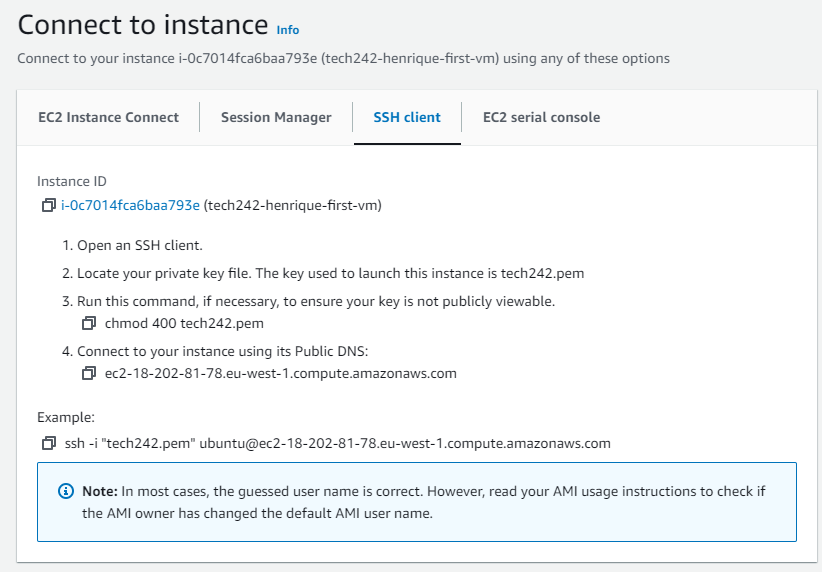 Connect to instance Info
Connect to your instance i-0c7014fca6baa793e (tech242-henrique-first-vm) using any of these options
EC2 Instance Connect
Session Manager
SSH client
EC2 serial console
Instance ID
i-0c7014fca6baa793e (tech242-henrique-first-vm)
1. Open an SSH client.
2. Locate your private key file. The key used to launch this instance is tech242.pem
3. Run this command, if necessary, to ensure your key is not publicly viewable.
chmod 400 tech242.pem
4. Connect to your instance using its Public DNS:
ec2-18-202-81-78.eu-west-1.compute.amazonaws.com
Example:
ssh -i "tech242.pem" ubuntu@ec2-18-202-81-78.eu-west-1.compute.amazonaws.com
Note: In most cases, the guessed user name is correct. However, read your AMI usage instructions to check if
the AMI owner has changed the default AMI user name.